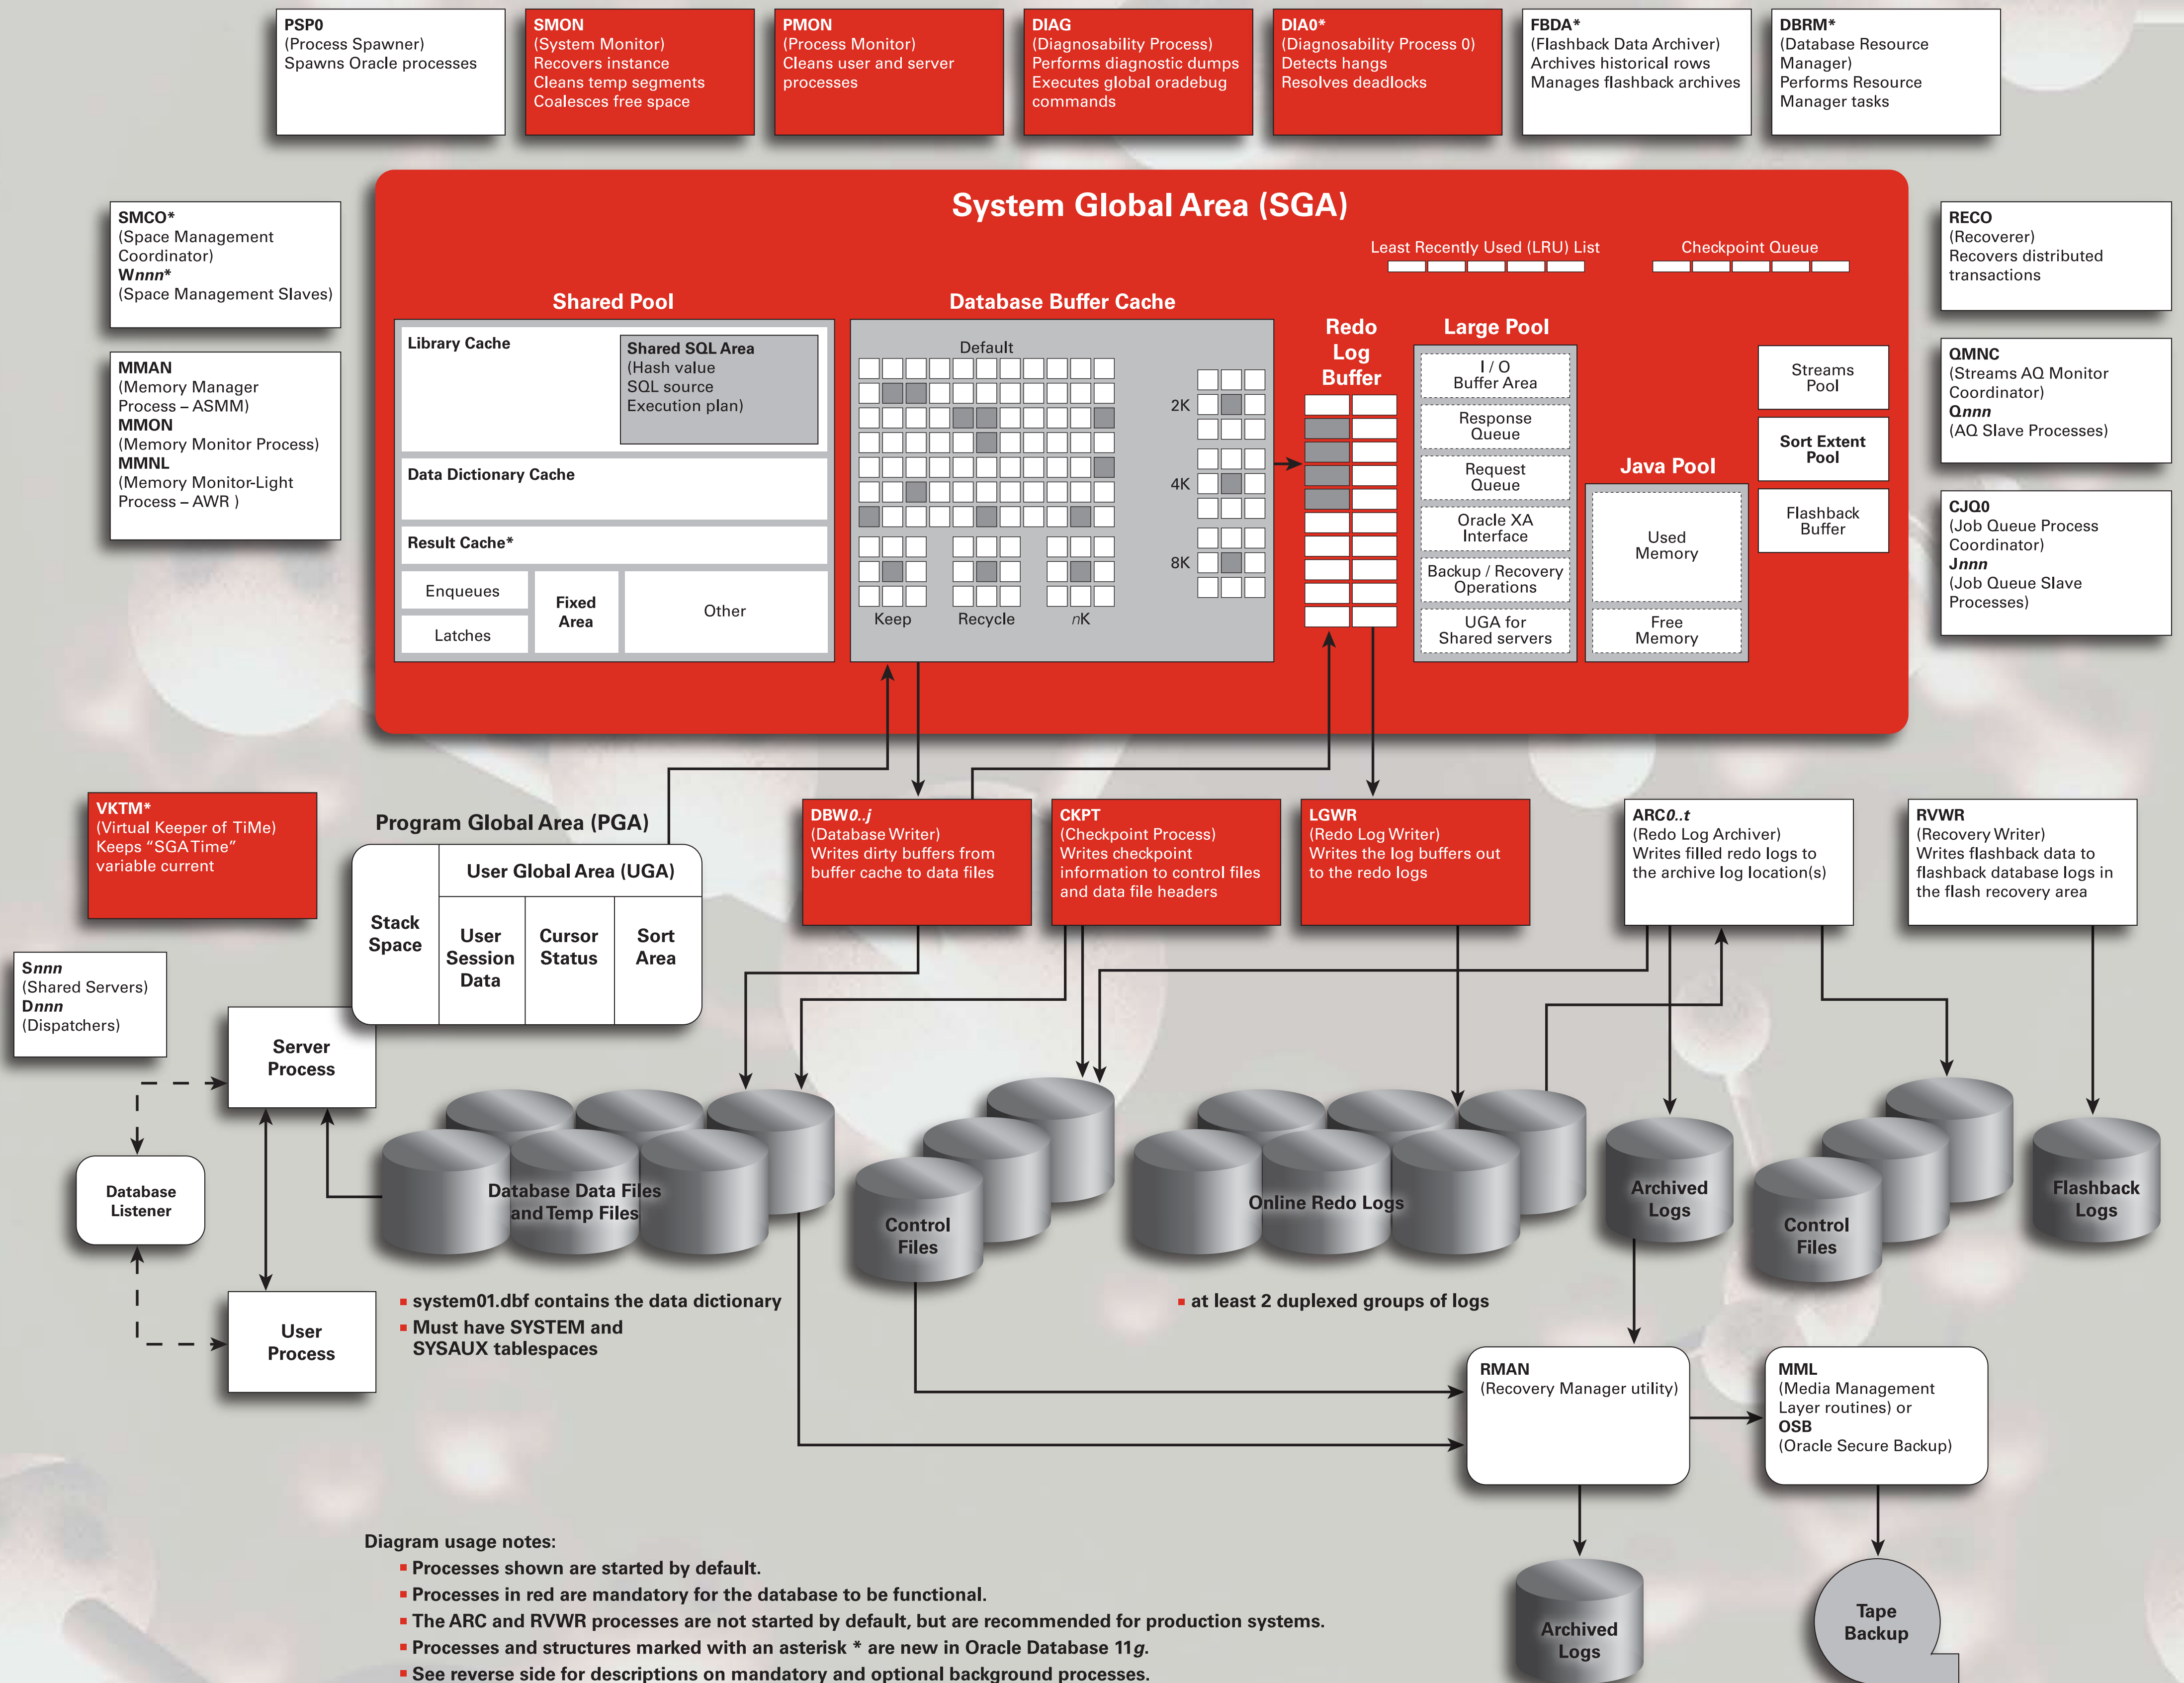 PSP0
(Process Spawner)
Spawns Oracle processes
SMON
(System Monitor)
Recovers instance
Cleans temp segments
Coalesces free space
PMON
(Process Monitor)
Cleans user and server
processes
DIAG
(Diagnosability Process)
Performs diagnostic dumps
Executes global oradebug
commands
DIA0*
(Diagnosability Process 0)
Detects hangs
Resolves deadlocks
FBDA*
(Flashback Data Archiver)
Archives historical rows
Manages flashback archives
DBRM*
(Database Resource
Manager)
Performs Resource
Manager tasks
SMCO*
(Space Management
Coordinator)
Wnnn*
(Space Management Slaves)
MMAN
(Memory Manager
Process – ASMM)
MMON
(Memory Monitor Process)
MMNL
(Memory Monitor-Light
Process – AWR )
System Global Area (SGA)
Least Recently Used (LRU) List
Checkpoint Queue
Shared Pool
Library Cache
Shared SQL Area
(Hash value
SQL source
Execution plan)
Data Dictionary Cache
Result Cache*
Enqueues
Latches
Fixed
Area
Other
Database Buffer Cache
Default
2K
4K
8K
Keep
Recycle
nK
Redo
Log
Buffer
Large Pool
I / O
Buffer Area
Response
Queue
Request
Queue
Oracle XA
Interface
Backup / Recovery
Operations
UGA for
Shared servers
Java Pool
Used
Memory
Free
Memory
Streams
Pool
Sort Extent
Pool
Flashback
Buffer
RECO
(Recoverer)
Recovers distributed
transactions
QMNC
(Streams AQ Monitor
Coordinator)
Qnnn
(AQ Slave Processes)
CJQ0
(Job Queue Process
Coordinator)
Jnnn
(Job Queue Slave
Processes)
VKTM*
(Virtual Keeper of TiMe)
Keeps “SGA Time”
variable current
Program Global Area (PGA)
Stack
Space
User Global Area (UGA)
User
Session
Data
Cursor
Status
Sort
Area
DBW0..j
(Database Writer)
Writes dirty buffers from
buffer cache to data files
CKPT
(Checkpoint Process)
Writes checkpoint
information to control files
and data file headers
LGWR
(Redo Log Writer)
Writes the log buffers out
to the redo logs
ARC0..t
(Redo Log Archiver)
Writes filled redo logs to
the archive log location(s)
RVWR
(Recovery Writer)
Writes flashback data to
flashback database logs in
the flash recovery area
Snnn
(Shared Servers)
Dnnn
(Dispatchers)
Server
Process
Database
Listener
User
Process
Database Data Files
and Temp Files
Control
Files
Online Redo Logs
Archived
Logs
Control
Files
Flashback
Logs
▪ system01.dbf contains the data dictionary
▪ Must have SYSTEM and
SYSAUX tablespaces
▪ at least 2 duplexed groups of logs
RMAN
(Recovery Manager utility)
MML
(Media Management
Layer routines) or
OSB
(Oracle Secure Backup)
Archived
Logs
Tape
Backup
Diagram usage notes:
▪ Processes shown are started by default.
▪ Processes in red are mandatory for the database to be functional.
▪ The ARC and RVWR processes are not started by default, but are recommended for production systems.
▪ Processes and structures marked with an asterisk * are new in Oracle Database 11g.
▪ See reverse side for descriptions on mandatory and optional background processes.